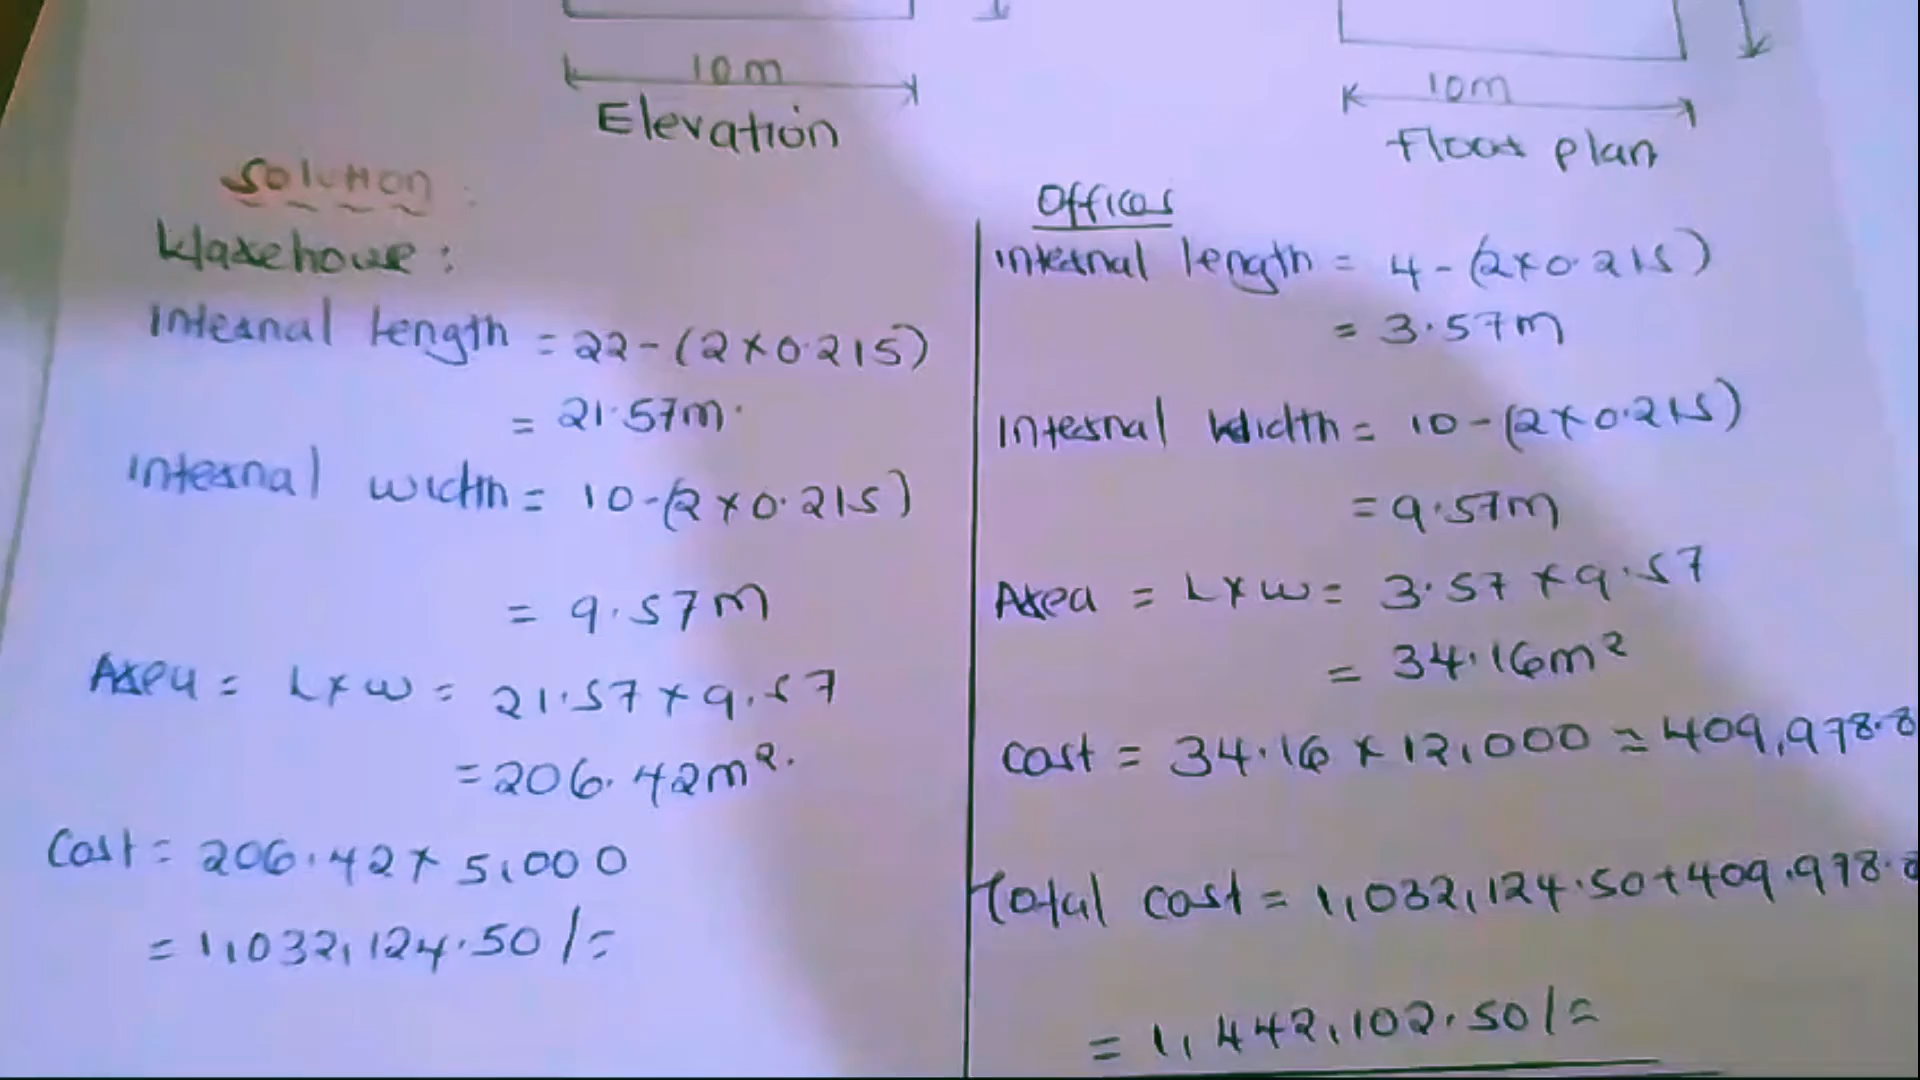 10m
Elevation
10m
Floor plan
Solution:
Warehouse:
Internal length = 22-(2×0.215)
= 21.57m.
Internal width = 10-(2×0.215)
= 9.57m
Area = L×w = 21.57×9.57
= 206.42m².
Cost = 206.42×5,000
= 1,032,124.50/=
Offices
Internal length = 4-(2×0.215)
= 3.57m
Internal width = 10-(2×0.215)
= 9.57m
Area = L×w = 3.57×9.57
= 34.16m²
Cost = 34.16×12,000 = 409,978.8
Total cost = 1,032,124.50+409,978.8
= 1,442,102.50/=